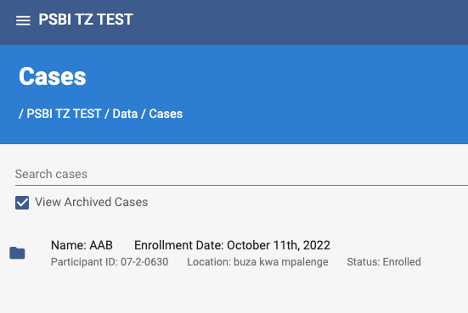 PSBI TZ TEST
Cases
/ PSBI TZ TEST / Data / Cases
Search cases
View Archived Cases
Name: AAB Enrollment Date: October 11th, 2022
Participant ID: 07-2-0630 Location: buza kwa mpalenge Status: Enrolled